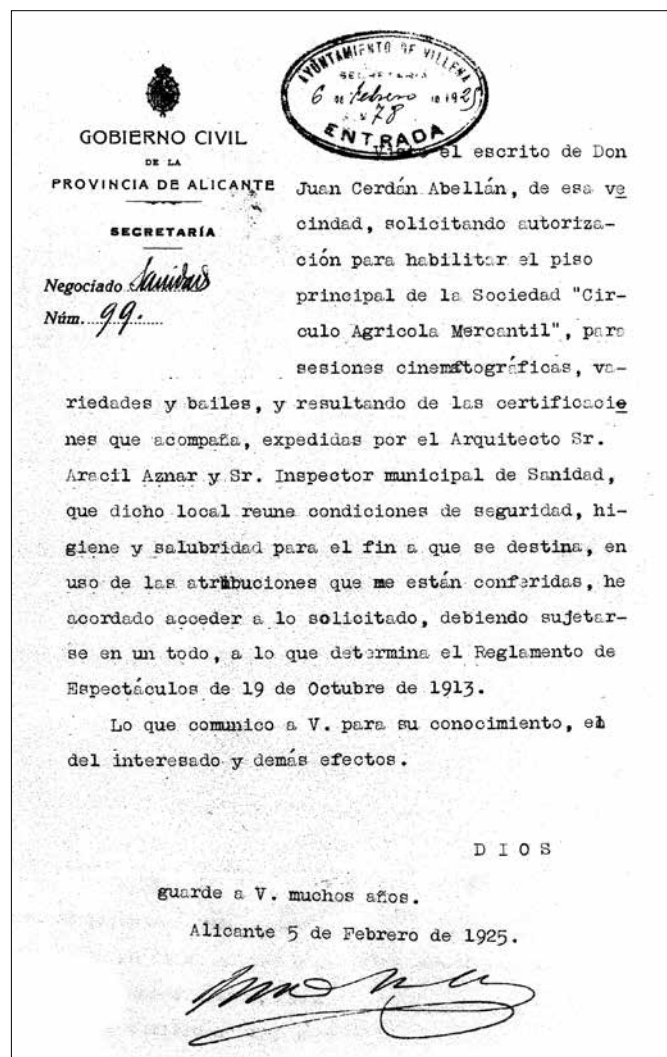 AYUNTAMIENTO DE VILLENA
SECRETARÍA
6 DE Febrero DE 1925
N.º 78
ENTRADA
GOBIERNO CIVIL
DE LA
PROVINCIA DE ALICANTE
SECRETARÍA
Negociado Sanidad
Núm. 99.
Visto el escrito de Don
Juan Cerdán Abellán, de esa ve
cindad, solicitando autoriza-
ción para habilitar el piso
principal de la Sociedad "Cir-
culo Agricola Mercantil", para
sesiones cinematográficas, va-
riedades y bailes, y resultando de las certificacio
nes que acompaña, expedidas por el Arquitecto Sr.
Aracil Aznar y Sr. Inspector municipal de Sanidad,
que dicho local reune condiciones de seguridad, hi-
giene y salubridad para el fin a que se destina, en
uso de las atribuciones que me están conferidas, he
acordado acceder a lo solicitado, debiendo sujetar-
se en un todo, a lo que determina el Reglamento de
Espectáculos de 19 de Octubre de 1913.
Lo que comunico a V. para su conocimiento, el
del interesado y demás efectos.
DIOS
guarde a V. muchos años.
Alicante 5 de Febrero de 1925.